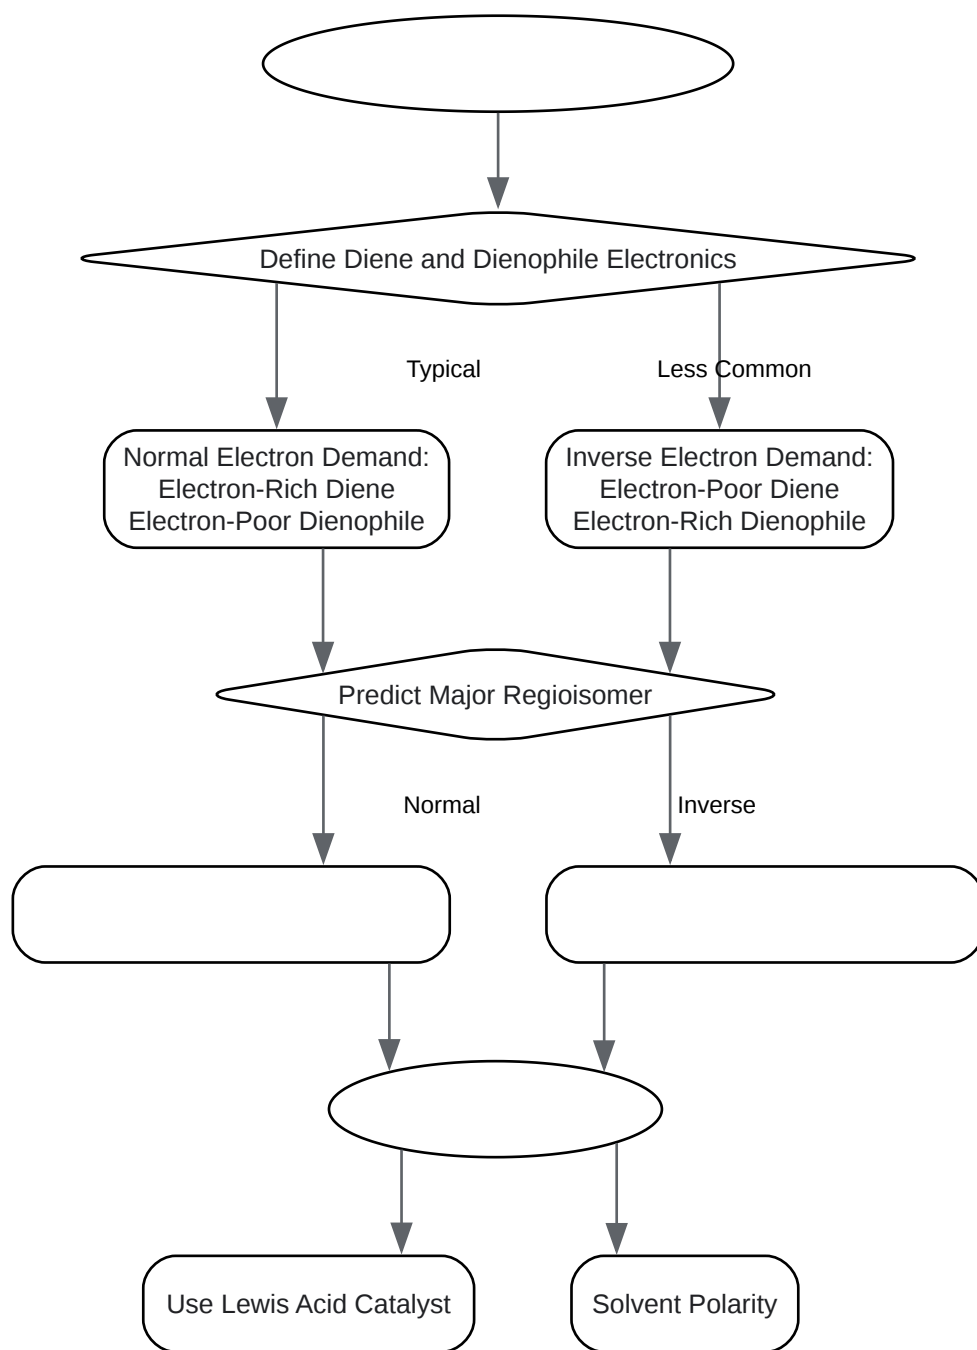 Define Diene and Dienophile Electronics
Typical
Less Common
Normal Electron Demand:
Electron-Rich Diene
Electron-Poor Dienophile
Inverse Electron Demand:
Electron-Poor Diene
Electron-Rich Dienophile
Predict Major Regioisomer
Normal
Inverse
Use Lewis Acid Catalyst
Solvent Polarity